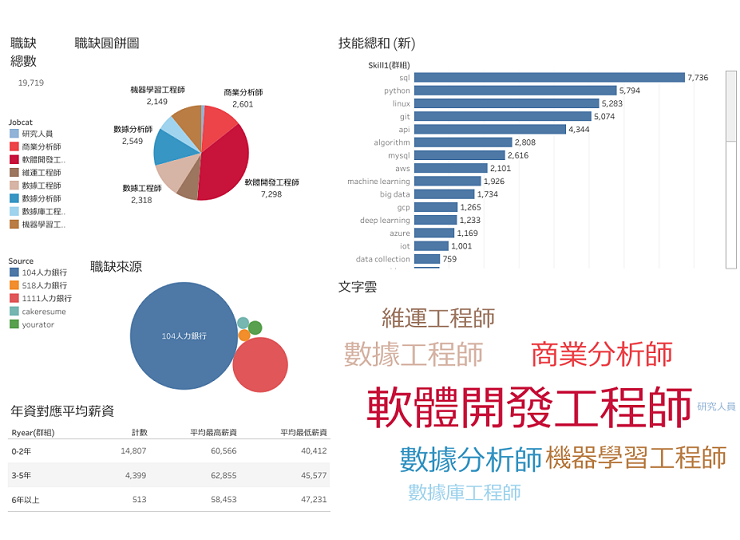 職缺
總數
19,719
職缺圓餅圖
Jobcat
研究人員
商業分析師
軟體開發工..
維運工程師
數據工程師
數據分析師
數據庫工程..
機器學習工..
機器學習工程師
2,149
商業分析師
2,601
數據分析師
2,549
數據工程師
2,318
軟體開發工程師
7,298
Source
104人力銀行
518人力銀行
1111人力銀行
cakeresume
yourator
職缺來源
104人力銀行
年資對應平均薪資
Ryear(群組) 計數 平均最高薪資 平均最低薪資
0-2年 14,807 60,566 40,412
3-5年 4,399 62,855 45,577
6年以上 513 58,453 47,231
技能總和 (新)
Skill1(群組)
sql 7,736
python 5,794
linux 5,283
git 5,074
api 4,344
algorithm 2,808
mysql 2,616
aws 2,101
machine learning 1,926
big data 1,734
gcp 1,265
deep learning 1,233
azure 1,169
iot 1,001
data collection 759
文字雲
維運工程師
數據工程師 商業分析師
軟體開發工程師 研究人員
數據分析師 機器學習工程師
數據庫工程師